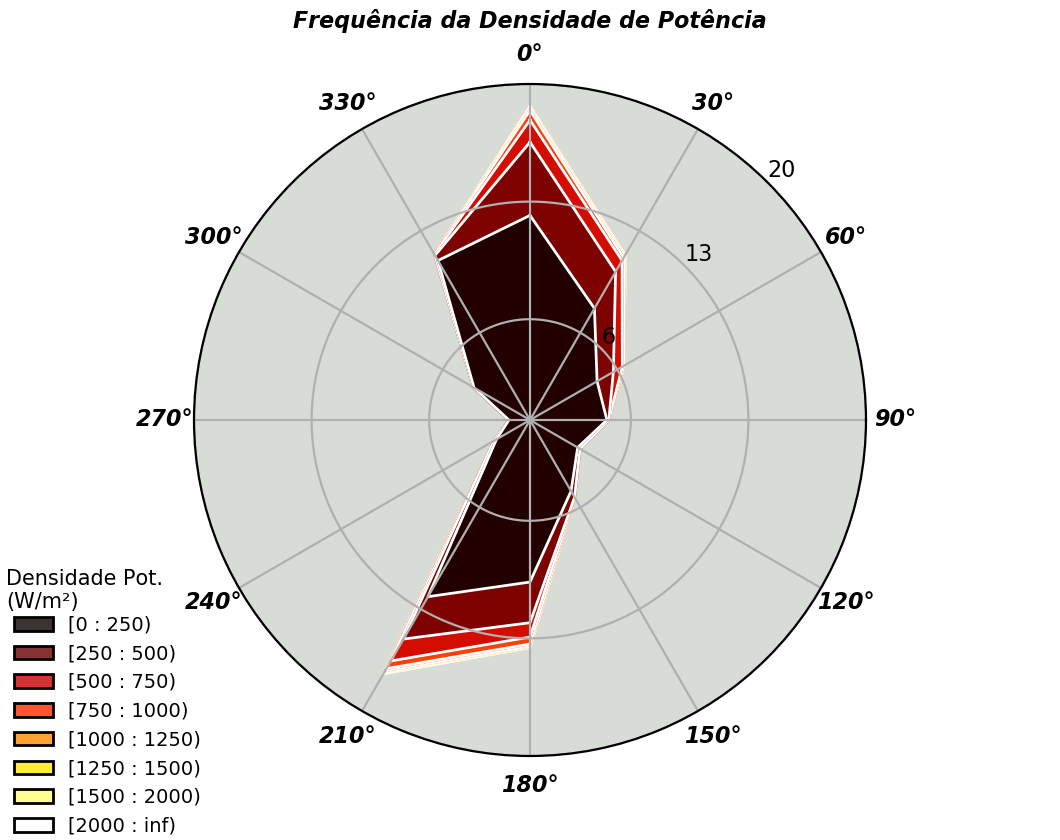 Frequência da Densidade de Potência
0°
330°
30°
20
300°
60°
13
6
270°
90°
240°
120°
210°
150°
180°
Densidade Pot.
(W/m²)
[0 : 250)
[250 : 500)
[500 : 750)
[750 : 1000)
[1000 : 1250)
[1250 : 1500)
[1500 : 2000)
[2000 : inf)